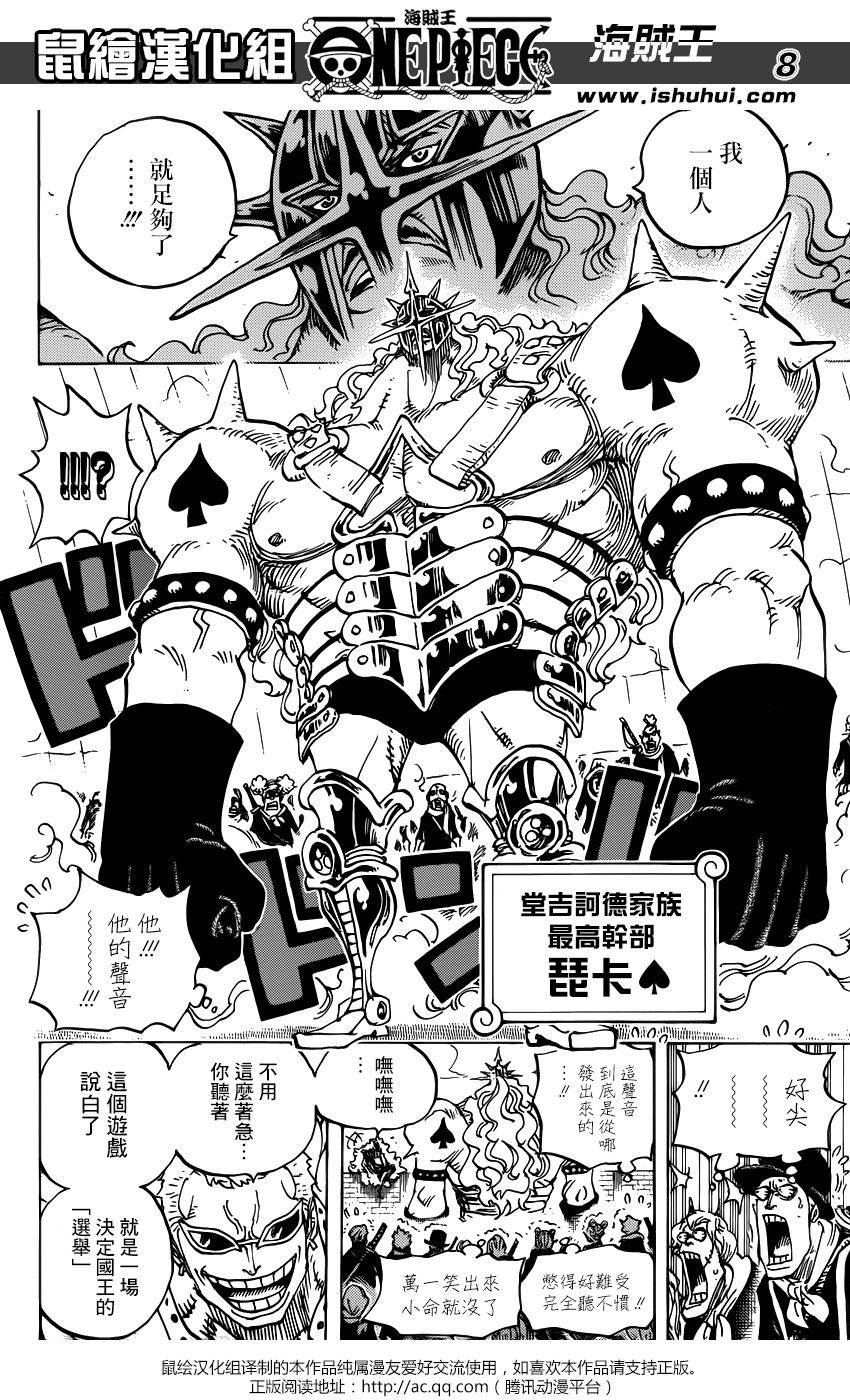 鼠繪漢化組
海賊王
ONE PIECE
海賊王
8
www.ishuhui.com
我
一個人
就足夠了
……!!!
!!!?
ドドドン
他!!!
他的聲音
~~~~!!!
堂吉訶德家族
最高幹部
琵卡♠
好尖
~~~~
~~~~!!
這聲音
到底是從哪
發出來的
…!!
嘸嘸嘸
…
憋得好難受
完全聽不慣!!
萬一笑出來
小命就沒了
不用
這麼著急…
你聽著
這個遊戲
說白了
就是一場
決定國王的
「選舉」
鼠绘汉化组译制的本作品纯属漫友爱好交流使用，如喜欢本作品请支持正版。
正版阅读地址：http://ac.qq.com（腾讯动漫平台）